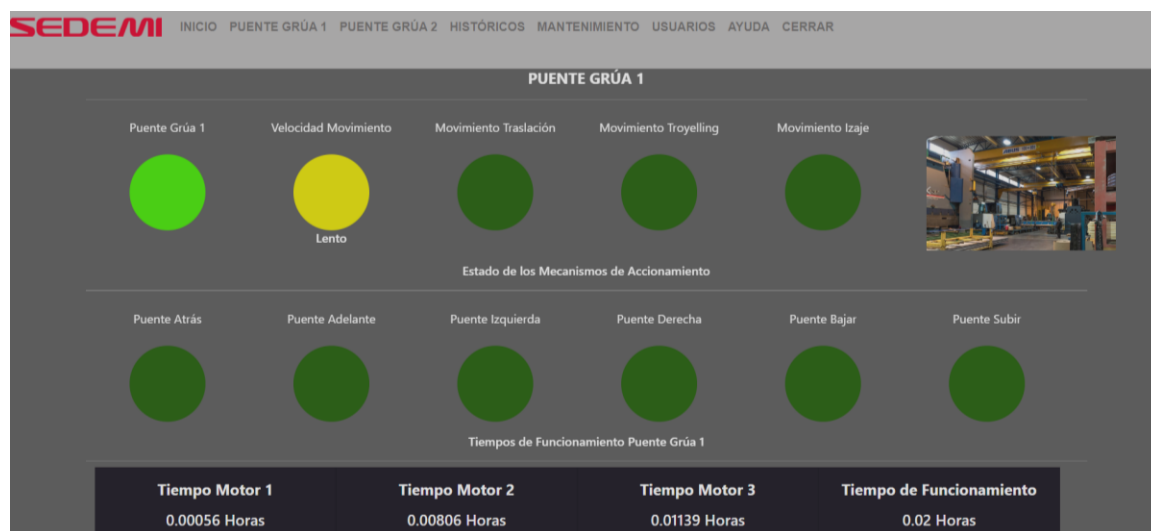 SEDEMI INICIO PUENTE GRÚA 1 PUENTE GRÚA 2 HISTÓRICOS MANTENIMIENTO USUARIOS AYUDA CERRAR
PUENTE GRÚA 1
Puente Grúa 1 Velocidad Movimiento Movimiento Traslación Movimiento Troyelling Movimiento Izaje
Lento
Estado de los Mecanismos de Accionamiento
Puente Atrás Puente Adelante Puente Izquierda Puente Derecha Puente Bajar Puente Subir
Tiempos de Funcionamiento Puente Grúa 1
Tiempo Motor 1 Tiempo Motor 2 Tiempo Motor 3 Tiempo de Funcionamiento
0.00056 Horas 0.00806 Horas 0.01139 Horas 0.02 Horas